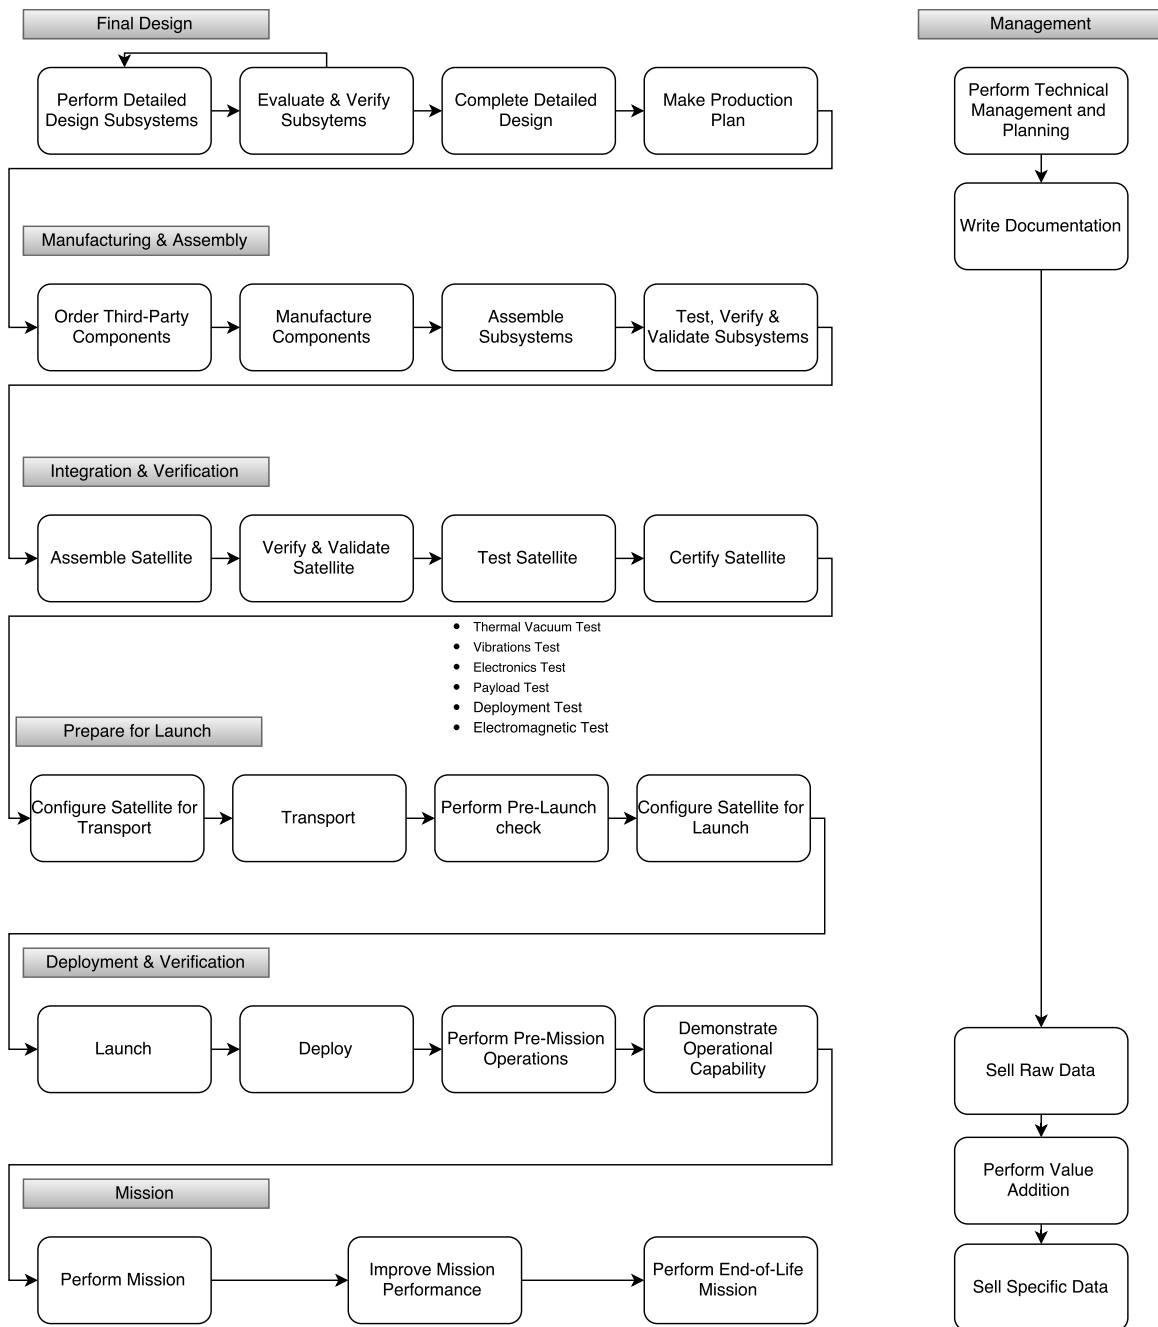 Final Design
Management
Perform Detailed
Design Subsystems
Evaluate & Verify
Subsytems
Complete Detailed
Design
Make Production
Plan
Perform Technical
Management and
Planning
Write Documentation
Manufacturing & Assembly
Order Third-Party
Components
Manufacture
Components
Assemble
Subsystems
Test, Verify &
Validate Subsystems
Integration & Verification
Assemble Satellite
Verify & Validate
Satellite
Test Satellite
Certify Satellite
• Thermal Vacuum Test
• Vibrations Test
• Electronics Test
• Payload Test
• Deployment Test
• Electromagnetic Test
Prepare for Launch
Configure Satellite for
Transport
Transport
Perform Pre-Launch
check
Configure Satellite for
Launch
Deployment & Verification
Launch
Deploy
Perform Pre-Mission
Operations
Demonstrate
Operational
Capability
Sell Raw Data
Perform Value
Addition
Mission
Perform Mission
Improve Mission
Performance
Perform End-of-Life
Mission
Sell Specific Data